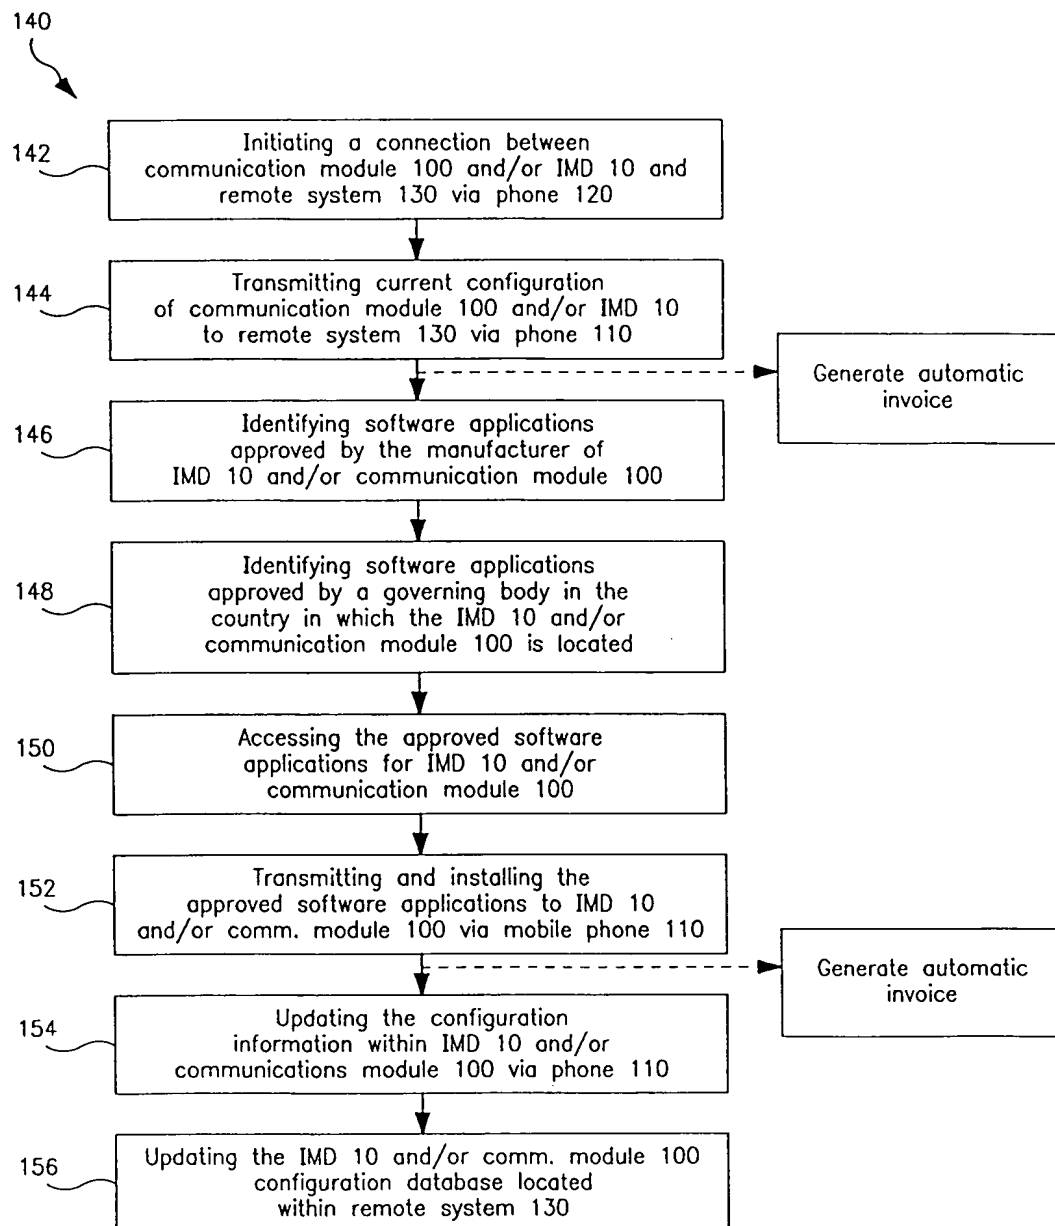 140
142
Initiating a connection between
communication module 100 and/or IMD 10 and
remote system 130 via phone 120
144
Transmitting current configuration
of communication module 100 and/or IMD 10
to remote system 130 via phone 110
Generate automatic
invoice
146
Identifying software applications
approved by the manufacturer of
IMD 10 and/or communication module 100
148
Identifying software applications
approved by a governing body in the
country in which the IMD 10 and/or
communication module 100 is located
150
Accessing the approved software
applications for IMD 10 and/or
communication module 100
152
Transmitting and installing the
approved software applications to IMD 10
and/or comm. module 100 via mobile phone 110
Generate automatic
invoice
154
Updating the configuration
information within IMD 10 and/or
communications module 100 via phone 110
156
Updating the IMD 10 and/or comm. module 100
configuration database located
within remote system 130